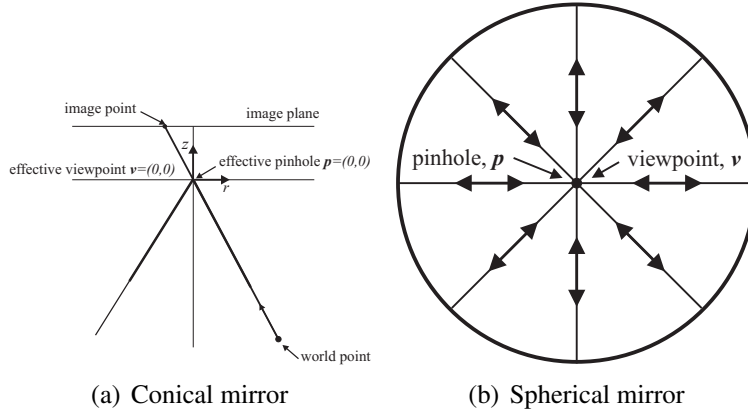 image point
image plane
z
effective viewpoint v=(0,0)
effective pinhole p=(0,0)
r
world point
(a) Conical mirror
pinhole, p
viewpoint, v
(b) Spherical mirror